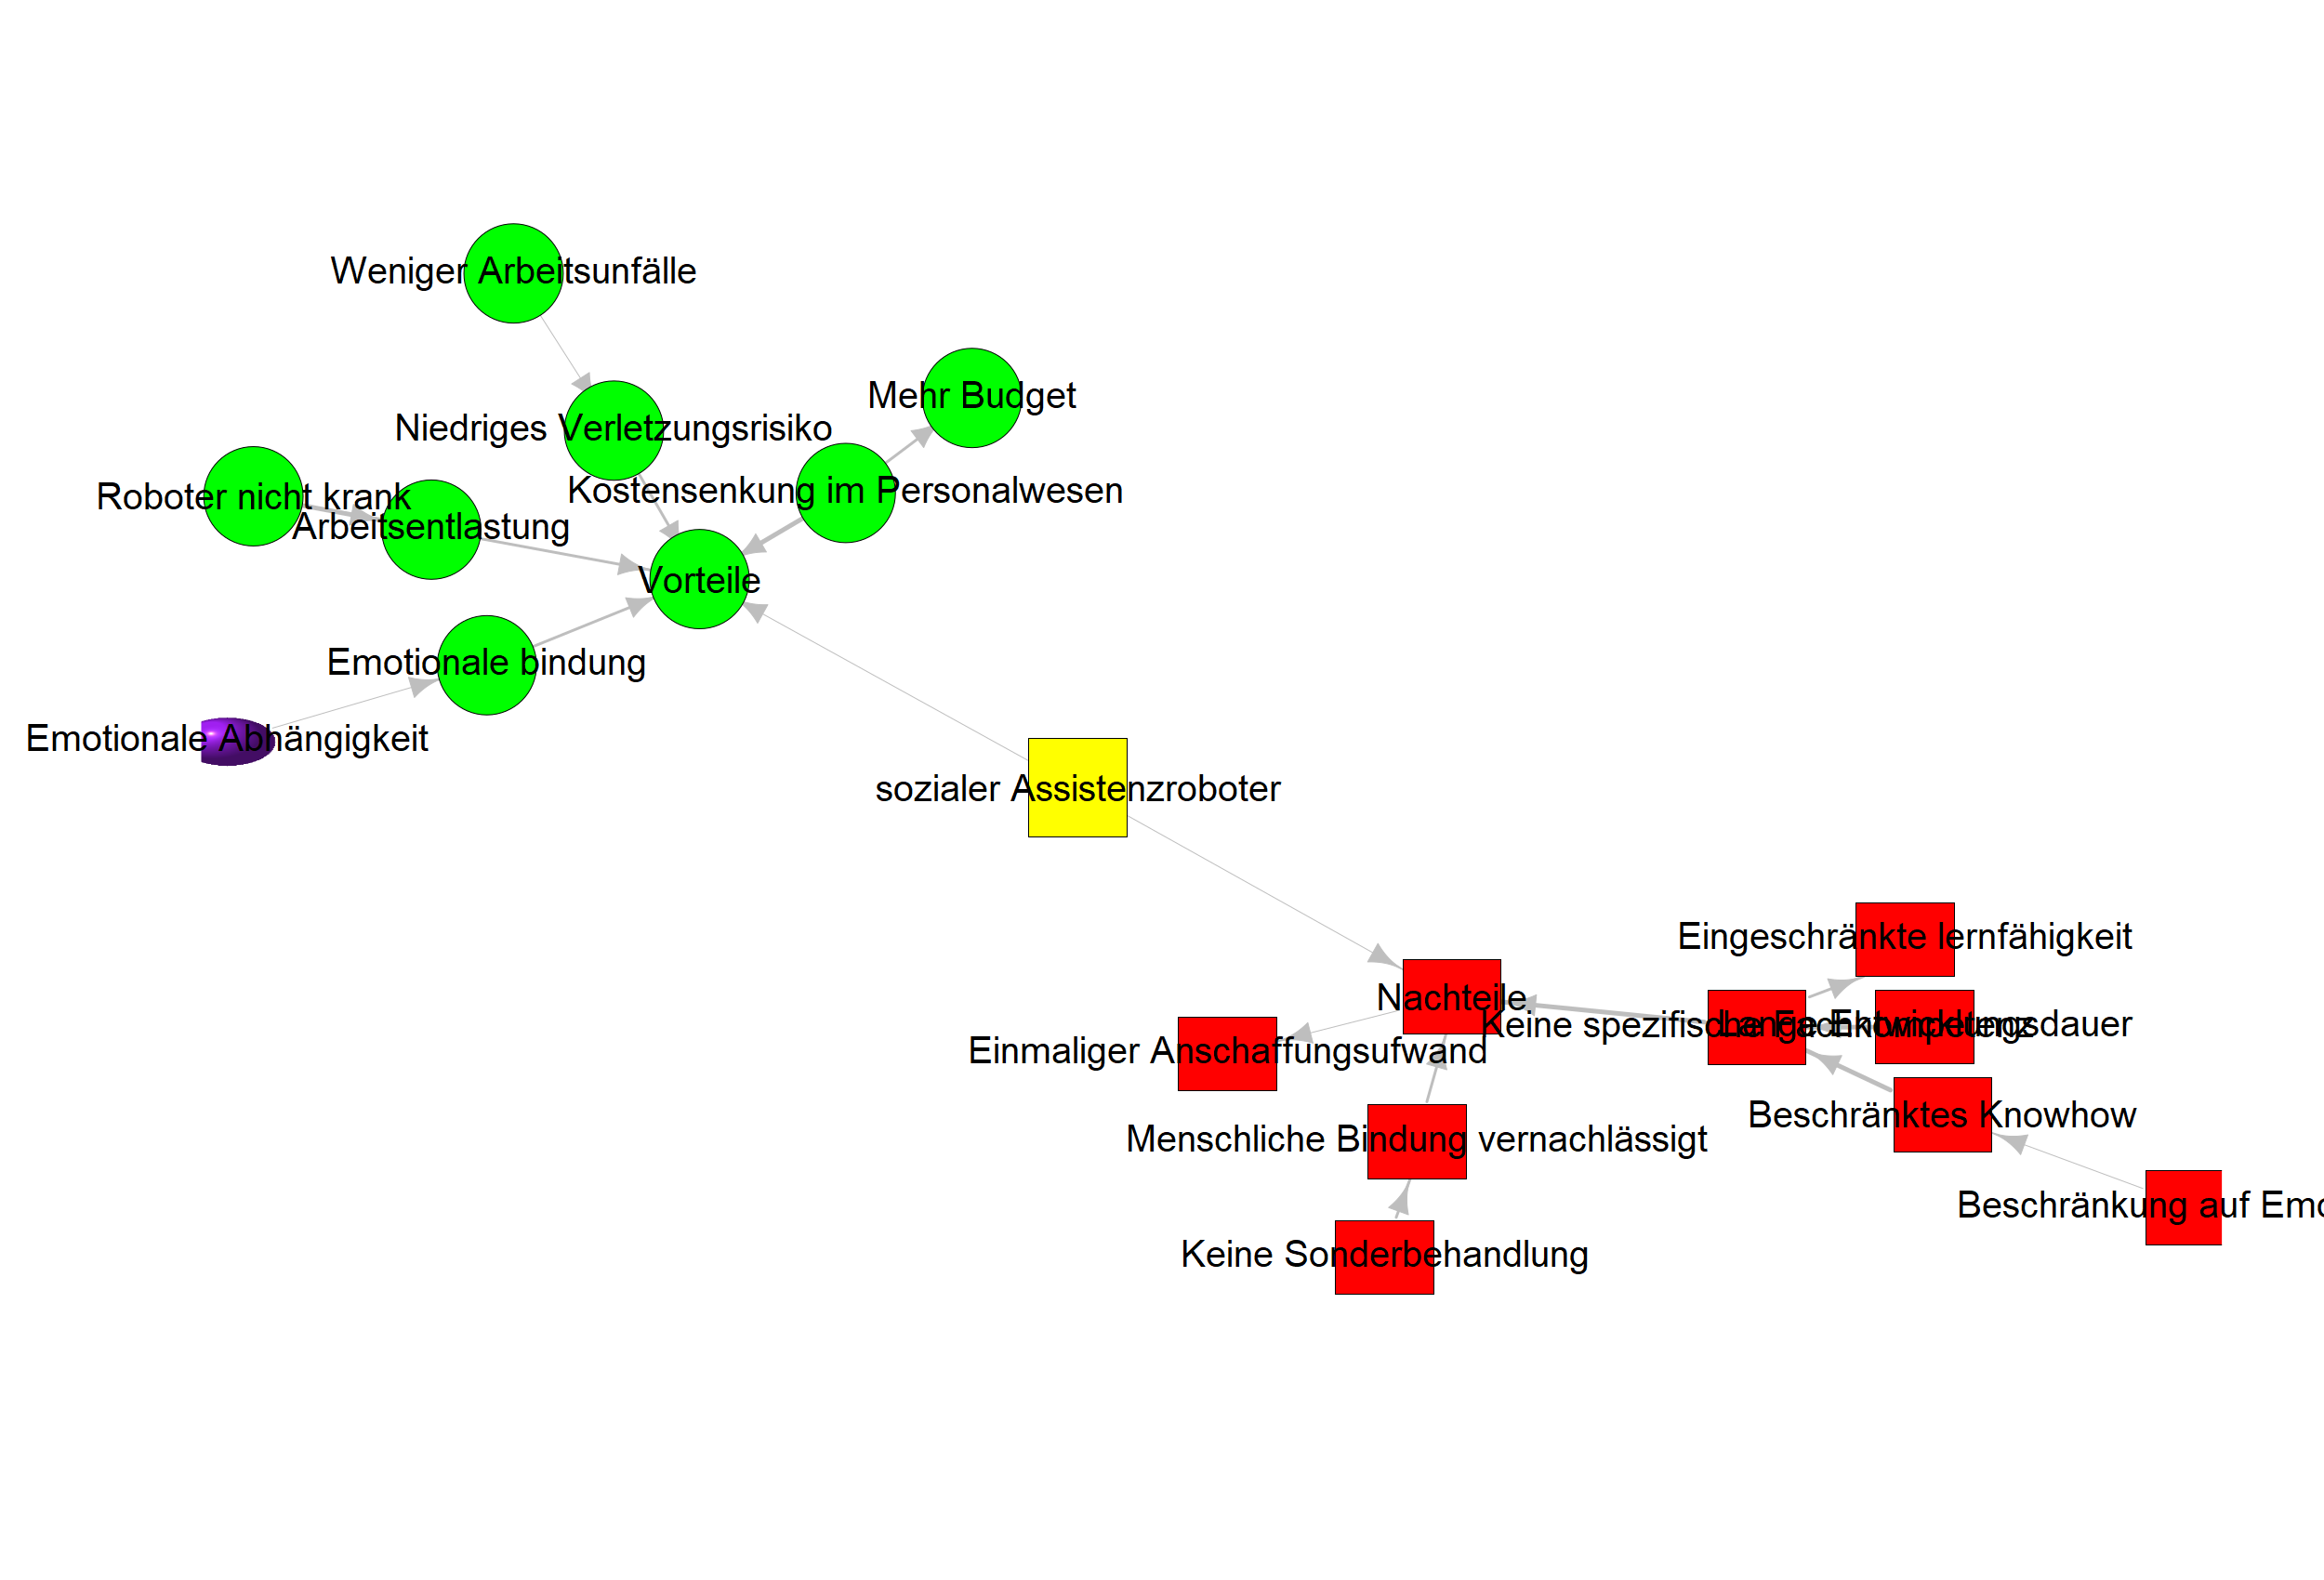 Weniger Arbeitsunfälle
Mehr Budget
Niedriges Verletzungsrisiko
Kostensenkung im Personalwesen
Roboter nicht krank
Arbeitsentlastung
Vorteile
Emotionale bindung
Emotionale Abhängigkeit
sozialer Assistenzroboter
Eingeschränkte lernfähigkeit
Nachteile
Keine spezifische Fachkompetenz
Lange Entwicklungsdauer
Einmaliger Anschaffungsufwand
Beschränktes Knowhow
Menschliche Bindung vernachlässigt
Beschränkung auf Emo
Keine Sonderbehandlung